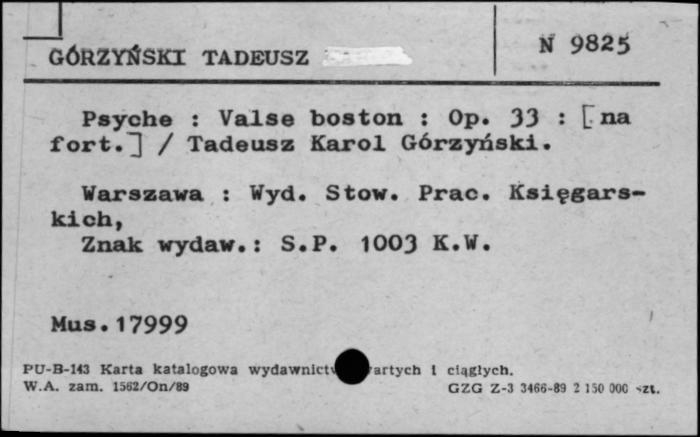 GÓRZYŃSKI TADEUSZ
N 9825
Psyche : Valse boston : Op. 33 : [na
fort.] / Tadeusz Karol Górzyński.
Warszawa : Wyd. Stow. Prac. Księgars-
kich,
Znak wydaw.: S.P. 1003 K.W.
Mus.17999
PU-B-143 Karta katalogowa i ciągłych.
W.A. zam. 1562/On/89
GZG Z-3 3466-89 2 150 000 szt.